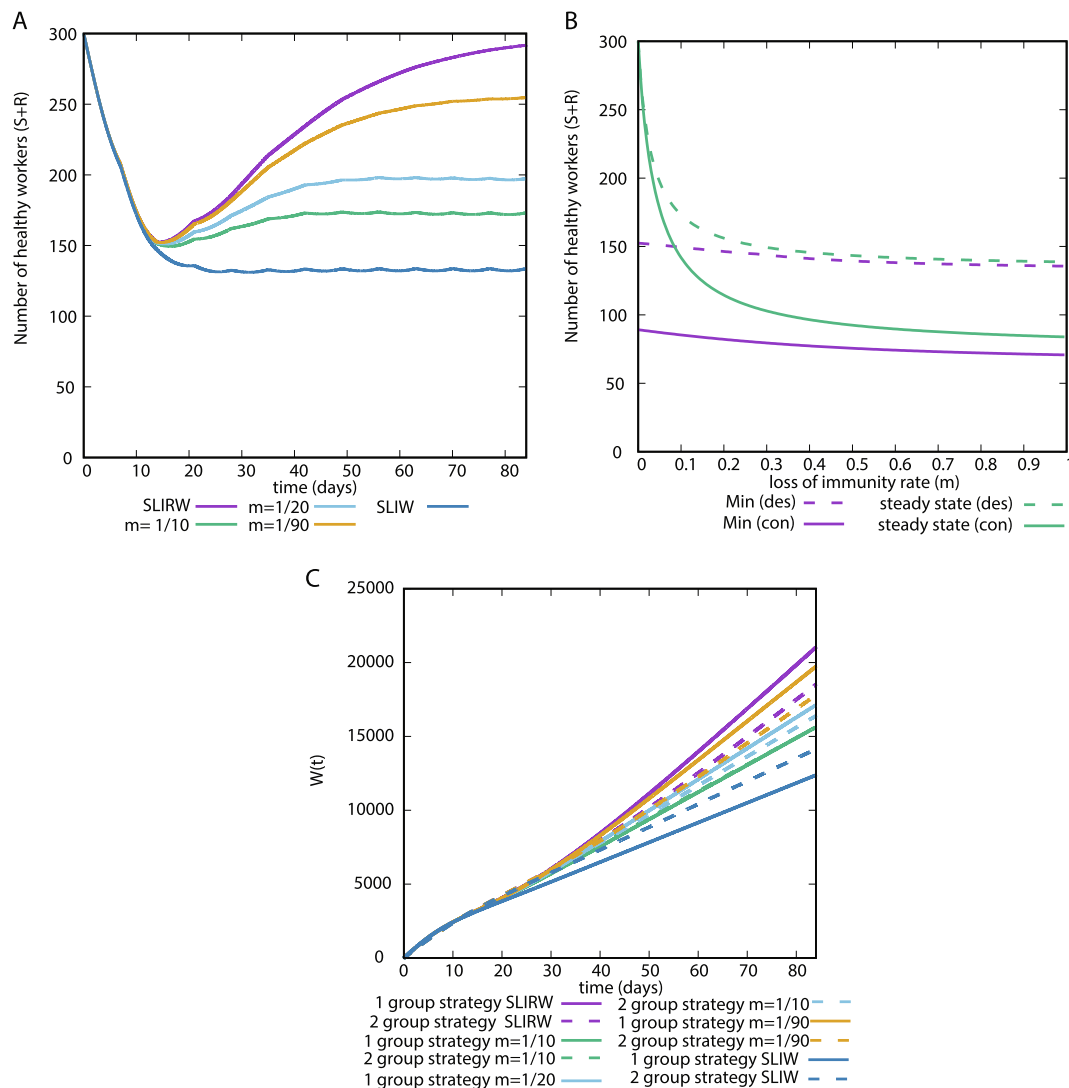 A
300
250
200
150
100
50
0
Number of healthy workers (S+R)
0 10 20 30 40 50 60 70 80
time (days)
SLIRW m=1/20 SLIW
m= 1/10 m=1/90
B
300
250
200
150
100
50
0
Number of healthy workers (S+R)
0 0.1 0.2 0.3 0.4 0.5 0.6 0.7 0.8 0.9 1
loss of immunity rate (m)
Min (des) steady state (des)
Min (con) steady state (con)
C
25000
20000
15000
10000
5000
0
W(t)
0 10 20 30 40 50 60 70 80
time (days)
1 group strategy SLIRW 2 group strategy m=1/10
2 group strategy SLIRW 1 group strategy m=1/90
1 group strategy m=1/10 2 group strategy m=1/90
2 group strategy m=1/10 1 group strategy SLIW
1 group strategy m=1/20 2 group strategy SLIW